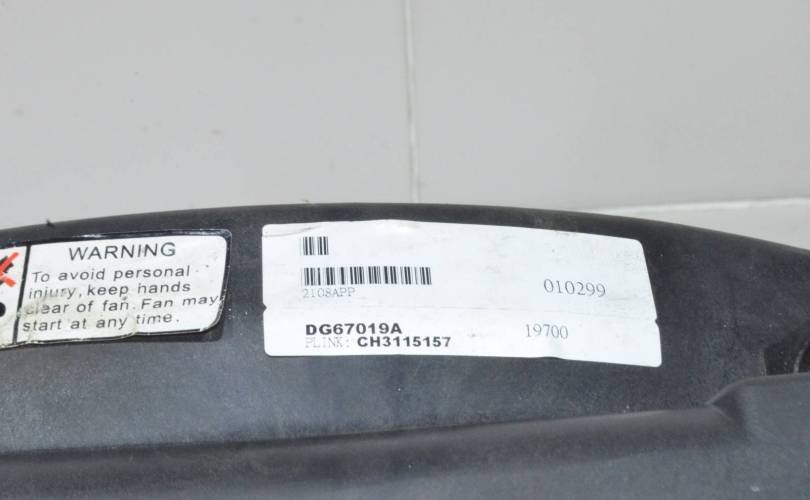 WARNING
To avoid personal
injury, keep hands
clear of fan. Fan may
start at any time.
2108APP
010299
DG67019A
19700
PLINK: CH3115157